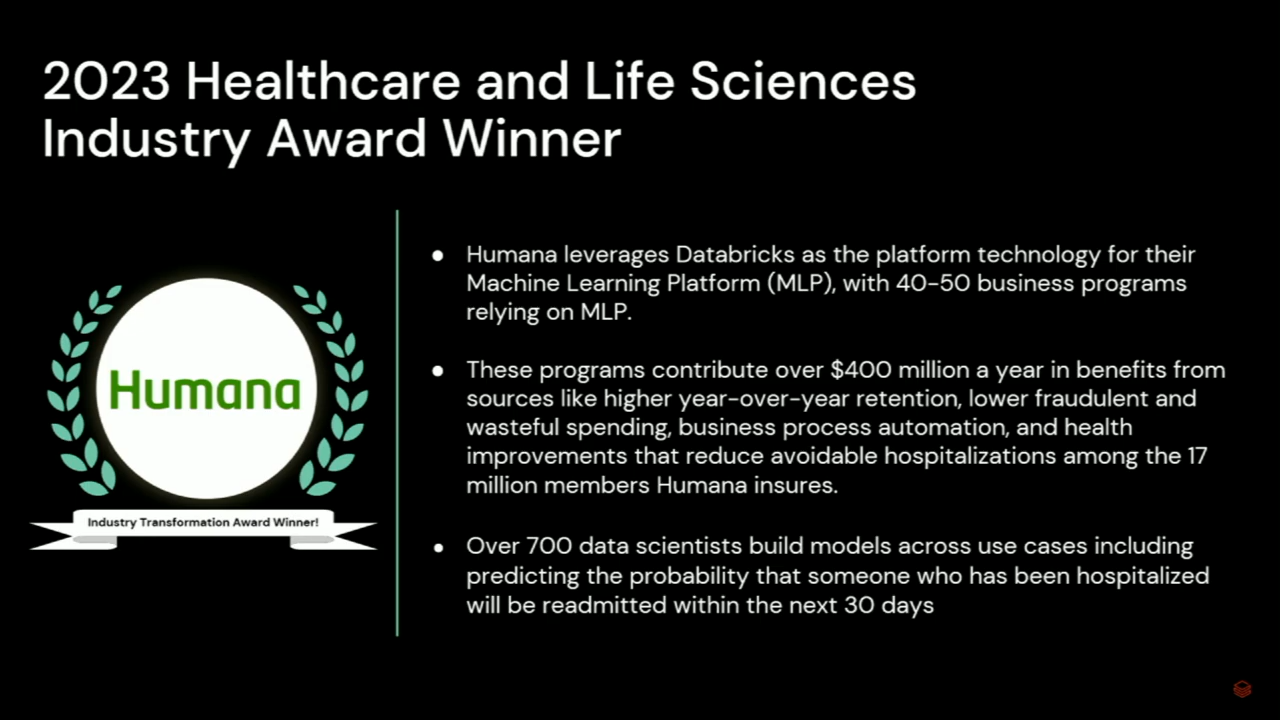 2023 Healthcare and Life Sciences
Industry Award Winner
Humana
Industry Transformation Award Winner!
● Humana leverages Databricks as the platform technology for their
Machine Learning Platform (MLP), with 40-50 business programs
relying on MLP.
● These programs contribute over $400 million a year in benefits from
sources like higher year-over-year retention, lower fraudulent and
wasteful spending, business process automation, and health
improvements that reduce avoidable hospitalizations among the 17
million members Humana insures.
● Over 700 data scientists build models across use cases including
predicting the probability that someone who has been hospitalized
will be readmitted within the next 30 days